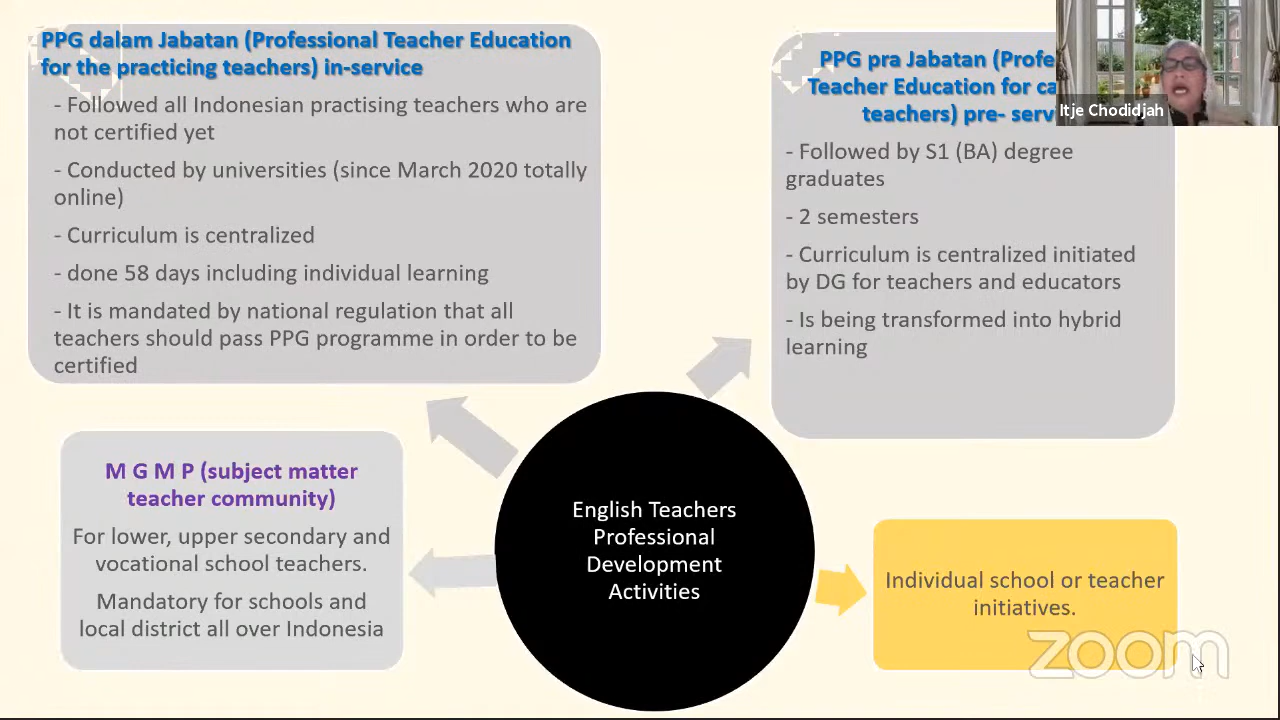 PPG dalam Jabatan (Professional Teacher Education
for the practicing teachers) in-service
- Followed all Indonesian practising teachers who are
not certified yet
- Conducted by universities (since March 2020 totally
online)
- Curriculum is centralized
- done 58 days including individual learning
- It is mandated by national regulation that all
teachers should pass PPG programme in order to be
certified
PPG pra Jabatan
Teacher Education for
teachers) pre-
- Followed by S1 (BA) degree
graduates
- 2 semesters
- Curriculum is centralized initiated
by DG for teachers and educators
- Is being transformed into hybrid
learning
Itje Chodidjah
M G M P (subject matter
teacher community)
For lower, upper secondary and
vocational school teachers.
Mandatory for schools and
local district all over Indonesia
English Teachers
Professional
Development
Activities
Individual school or teacher
initiatives.
zoom